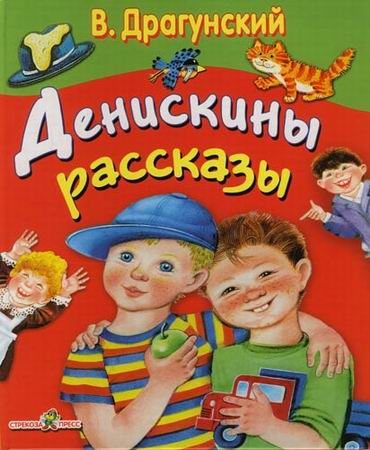 В. Драгунский
Денискины
рассказы
СТРЕКОЗА ПРЕСС